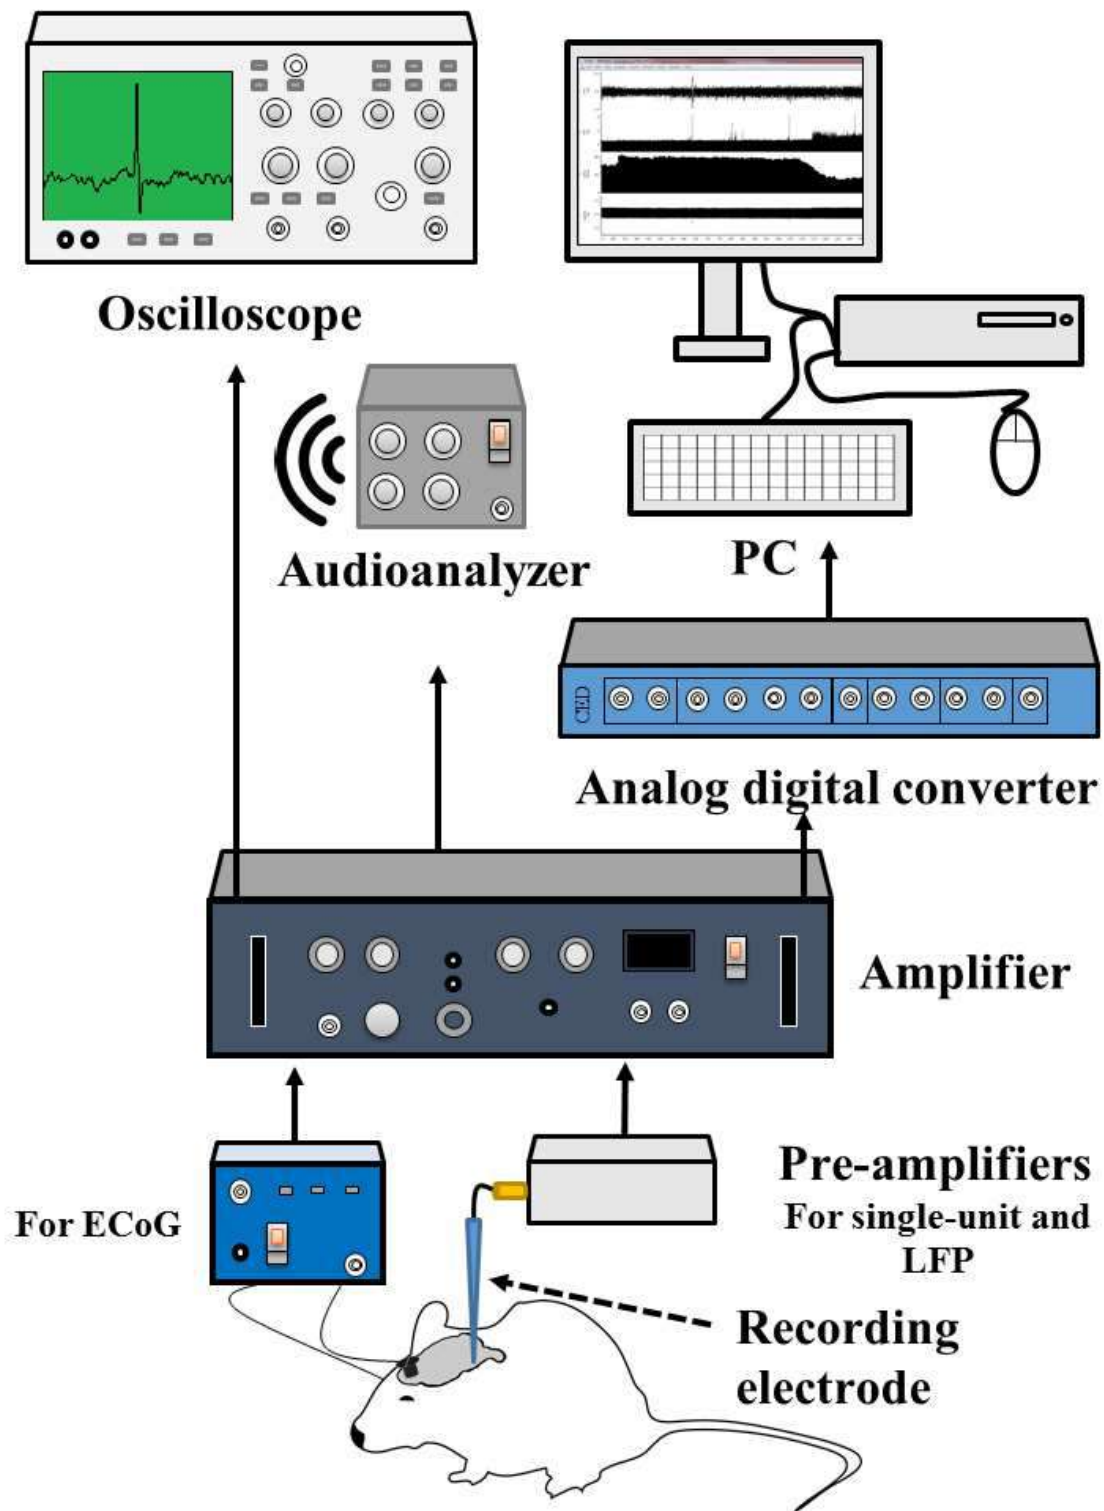 Oscilloscope
Audioanalyzer
PC
CED
Analog digital converter
Amplifier
For ECoG
Pre-amplifiers
For single-unit and
LFP
Recording
electrode